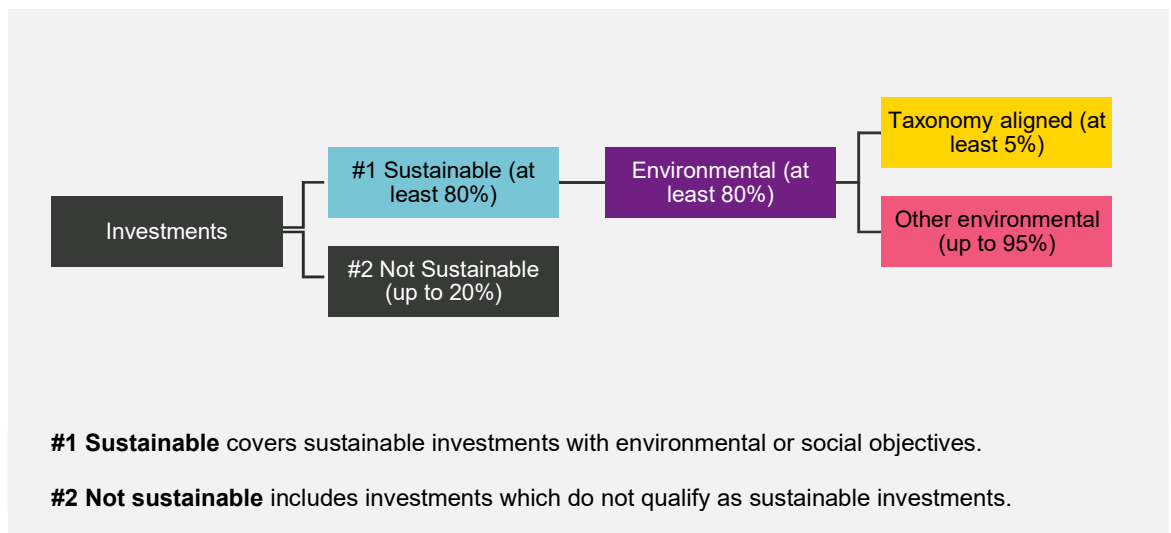 Taxonomy aligned (at
least 5%)
#1 Sustainable (at
least 80%)
Environmental (at
least 80%)
Investments
Other environmental
(up to 95%)
#2 Not Sustainable
(up to 20%)
#1 Sustainable covers sustainable investments with environmental or social objectives.
#2 Not sustainable includes investments which do not qualify as sustainable investments.